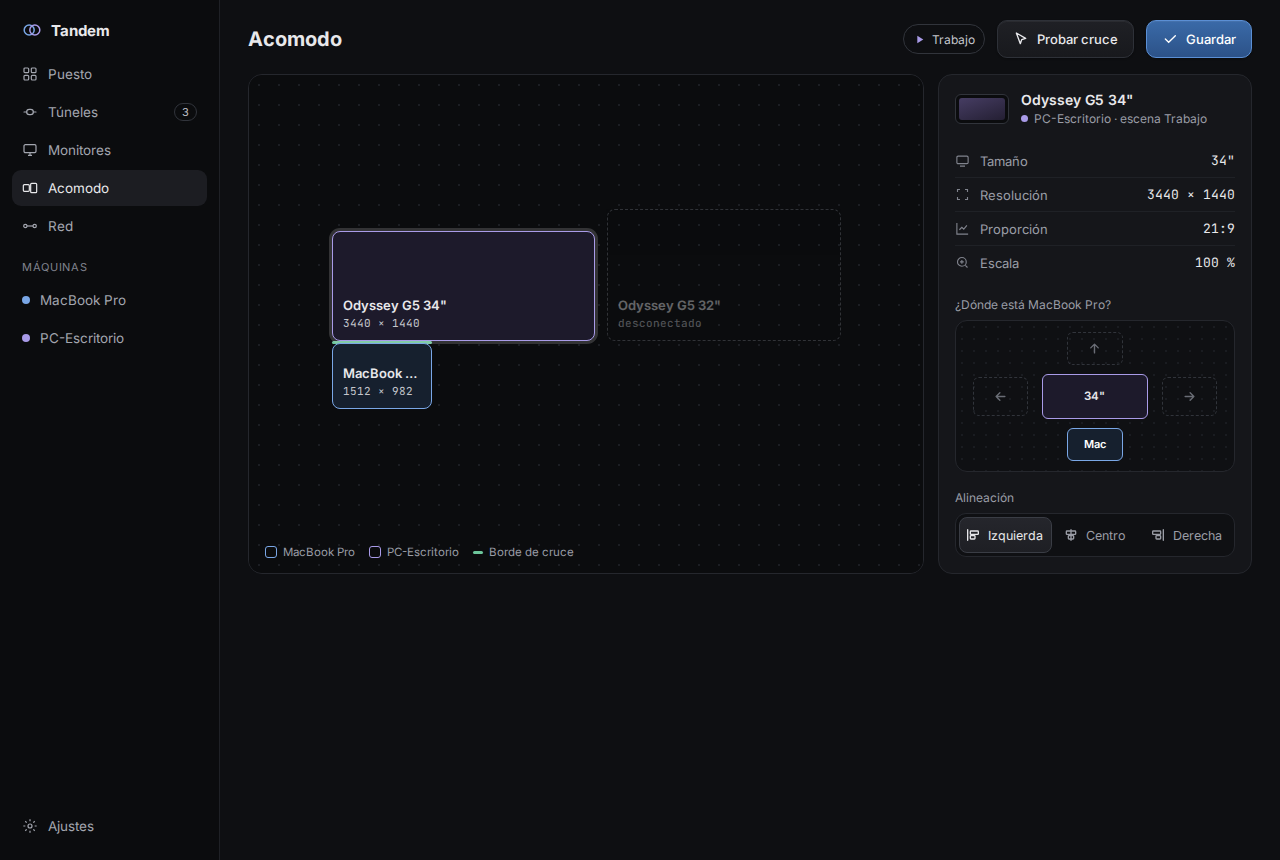 Tandem
Puesto
Túneles
3
Monitores
Acomodo
Red
MÁQUINAS
MacBook Pro
PC-Escritorio
Ajustes
Acomodo
Trabajo
Probar cruce
Guardar
Odyssey G5 34"
3440 × 1440
Odyssey G5 32"
desconectado
MacBook ...
1512 × 982
MacBook Pro
PC-Escritorio
Borde de cruce
Odyssey G5 34"
PC-Escritorio · escena Trabajo
Tamaño 34"
Resolución 3440 × 1440
Proporción 21:9
Escala 100 %
¿Dónde está MacBook Pro?
34"
Mac
Alineación
Izquierda
Centro
Derecha